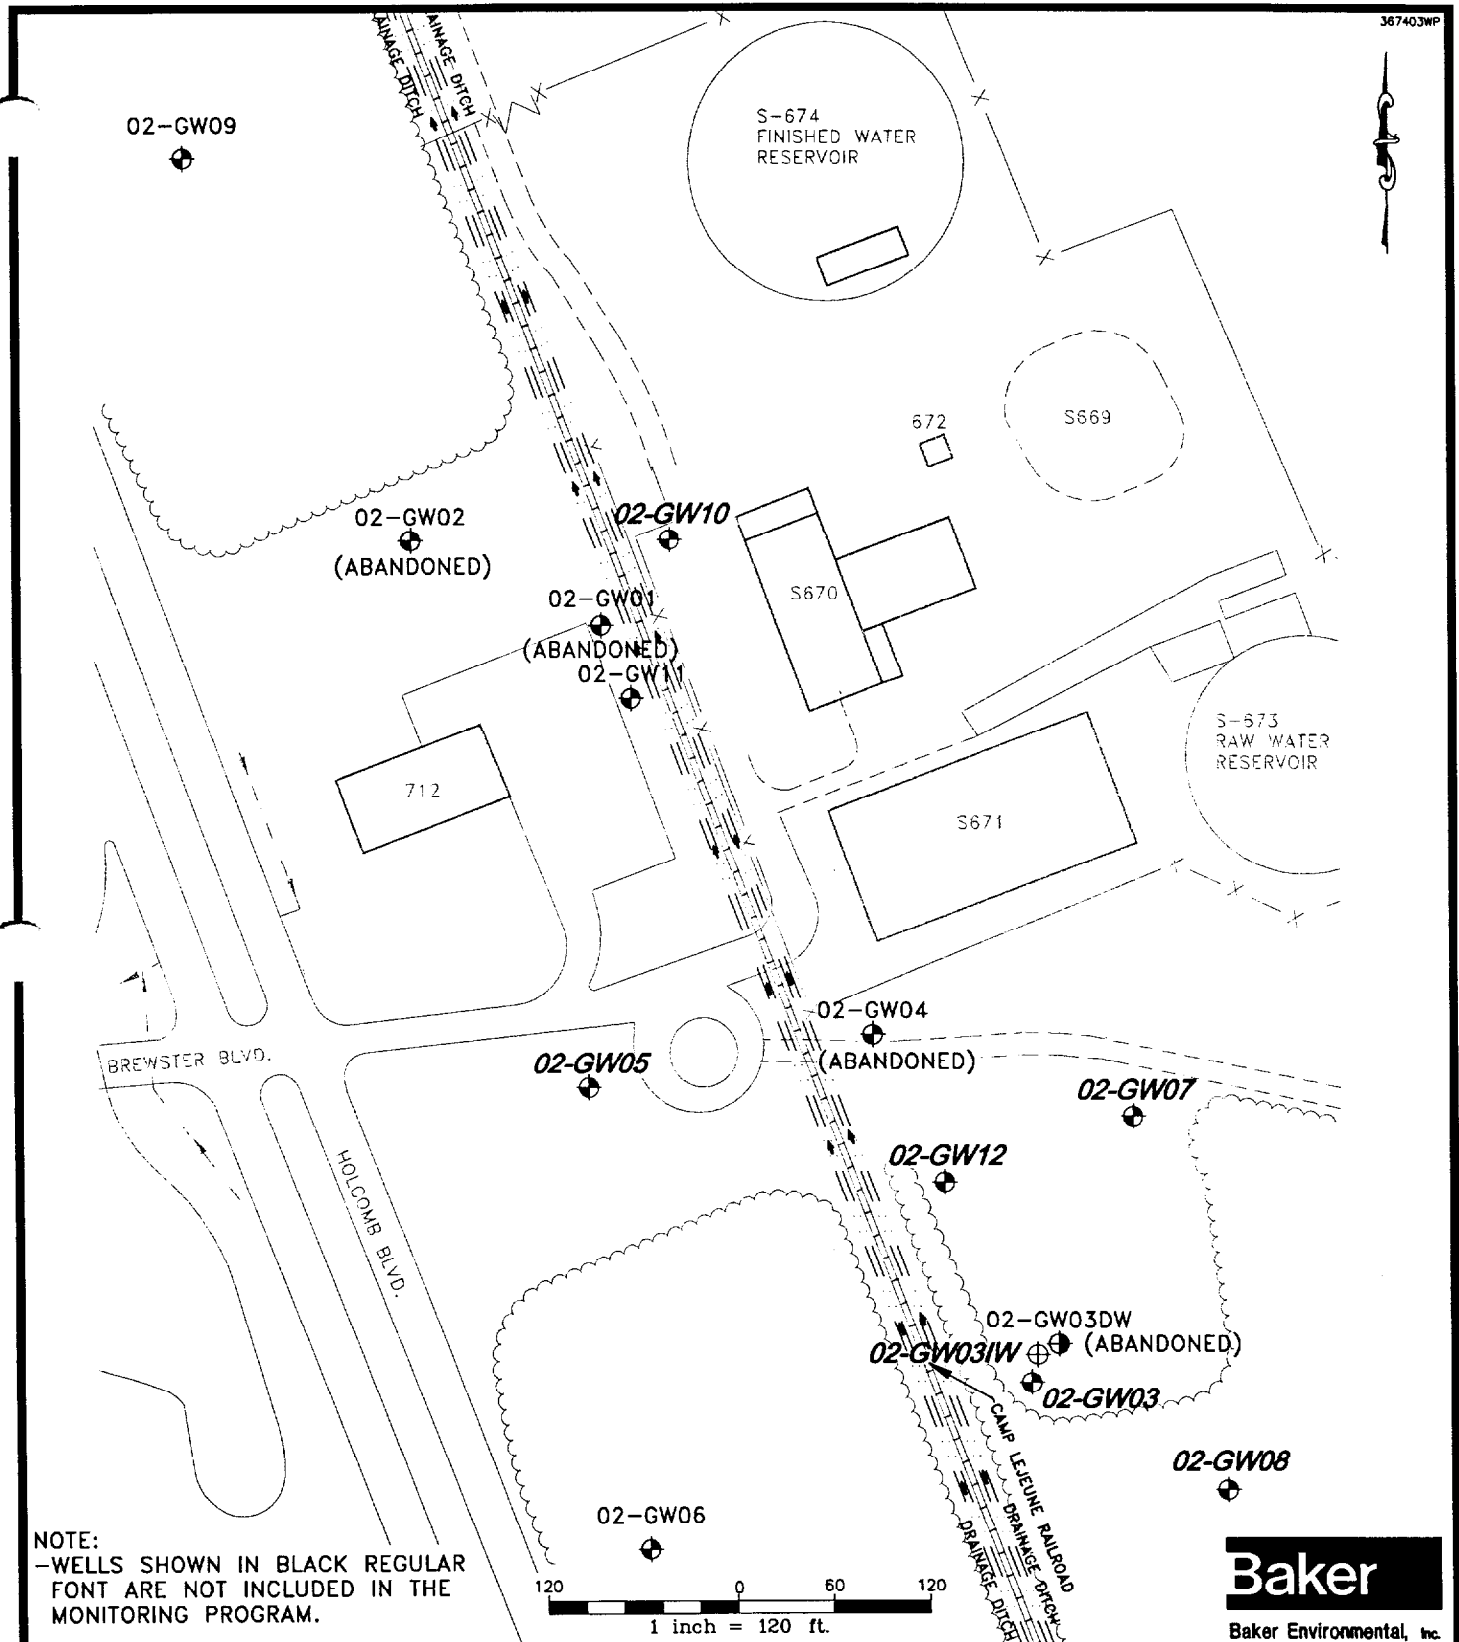 367403WP
AINAGE DITCH
AINAGE DITCH
02-GW09
S-674
FINISHED WATER
RESERVOIR
672
S669
02-GW02
(ABANDONED)
02-GW10
02-GW01
(ABANDONED)
02-GW11
S670
712
S-673
RAW WATER
RESERVOIR
S671
02-GW04
(ABANDONED)
BREWSTER BLVD.
02-GW05
02-GW07
02-GW12
HOLCOMB BLVD.
02-GW03DW
(ABANDONED)
02-GW03IW
02-GW03
CAMP LEJEUNE RAILROAD
DRAINAGE DITCH
DRAINAGE DITCH
02-GW08
02-GW06
NOTE:
-WELLS SHOWN IN BLACK REGULAR
FONT ARE NOT INCLUDED IN THE
MONITORING PROGRAM.
120 0 60 120
1 inch = 120 ft.
Baker
Baker Environmental, Inc.